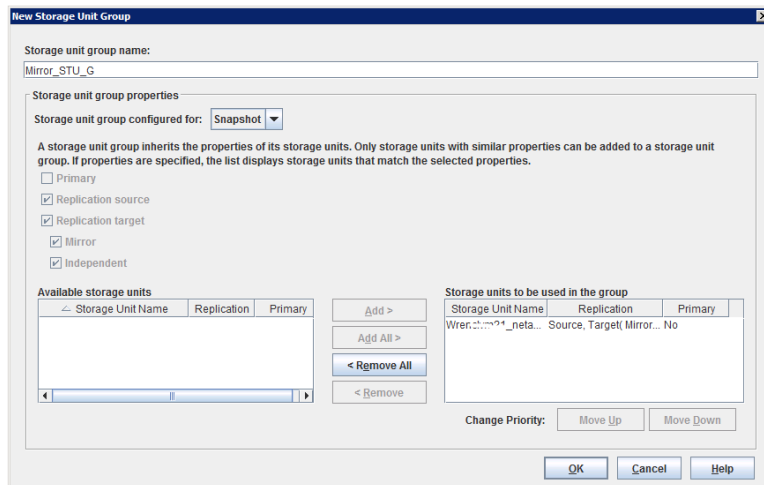 New Storage Unit Group
Storage unit group name:
Mirror_STU_G
Storage unit group properties
Storage unit group configured for: Snapshot
A storage unit group inherits the properties of its storage units. Only storage units with similar properties can be added to a storage unit
group. If properties are specified, the list displays storage units that match the selected properties.
Primary
Replication source
Replication target
Mirror
Independent
Available storage units
Storage Unit Name Replication Primary
Add >
Add All >
< Remove All
< Remove
Storage units to be used in the group
Storage Unit Name Replication Primary
Source, Target( Mirror... No
Change Priority: Move Up Move Down
OK Cancel Help